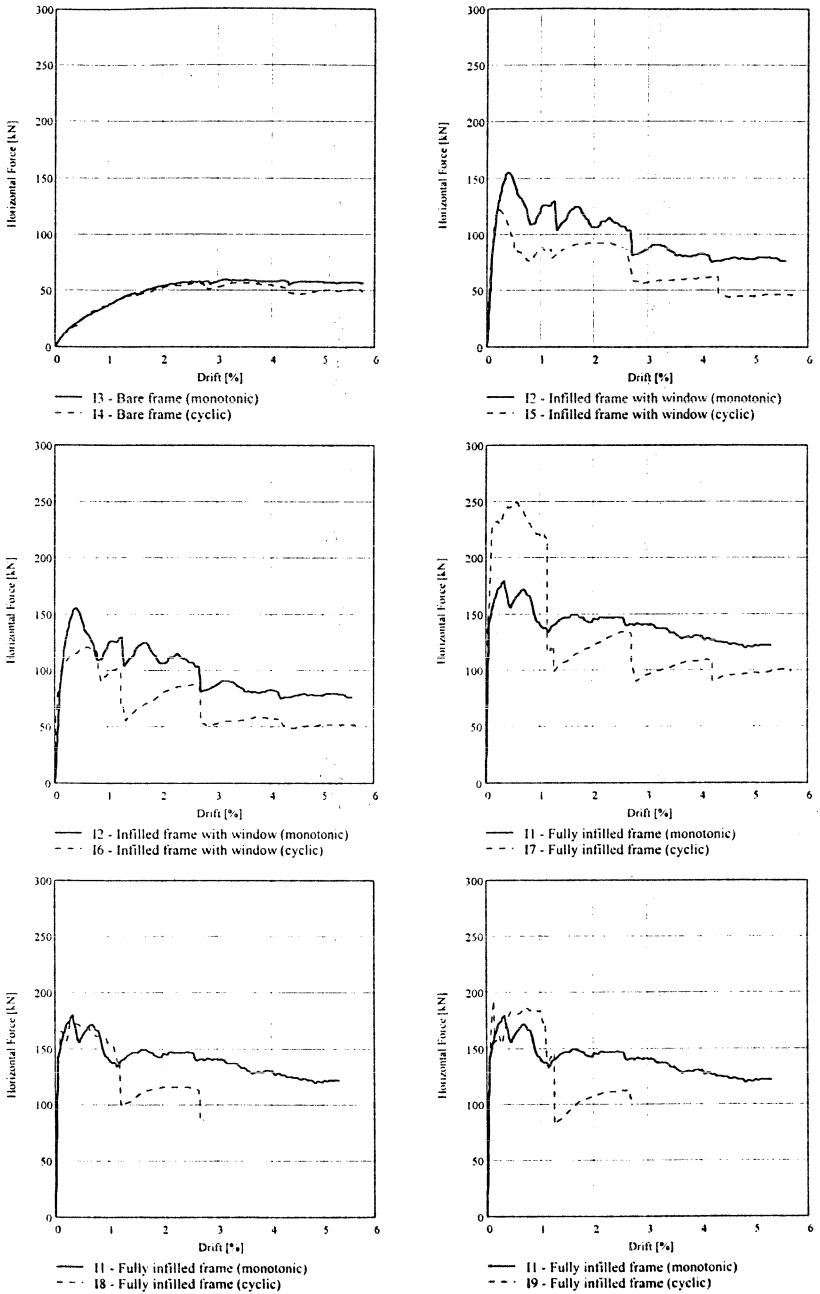 300
250
200
150
100
50
0
Horizontal Force [kN]
0 1 2 3 4 5 6
Drift [%]
I3 - Bare frame (monotonic)
I4 - Bare frame (cyclic)
300
250
200
150
100
50
0
Horizontal Force [kN]
0 1 2 3 4 5 6
Drift [%]
I2 - Infilled frame with window (monotonic)
I5 - Infilled frame with window (cyclic)
300
250
200
150
100
50
0
Horizontal Force [kN]
0 1 2 3 4 5 6
Drift [%]
I2 - Infilled frame with window (monotonic)
I6 - Infilled frame with window (cyclic)
300
250
200
150
100
50
0
Horizontal Force [kN]
0 1 2 3 4 5 6
Drift [%]
I1 - Fully infilled frame (monotonic)
I7 - Fully infilled frame (cyclic)
300
250
200
150
100
50
0
Horizontal Force [kN]
0 1 2 3 4 5 6
Drift [%]
I1 - Fully infilled frame (monotonic)
I8 - Fully infilled frame (cyclic)
300
250
200
150
100
50
0
Horizontal Force [kN]
0 1 2 3 4 5 6
Drift [%]
I1 - Fully infilled frame (monotonic)
I9 - Fully infilled frame (cyclic)